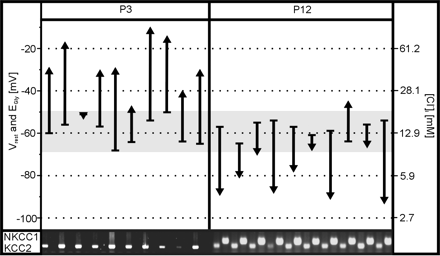 P3 P12
V_rest and E_Gly [mV]
-20
-40
-60
-80
-100
61.2
28.1
12.9
5.9
2.7
[Cl⁻]ᵢ [mM]
NKCC1
KCC2